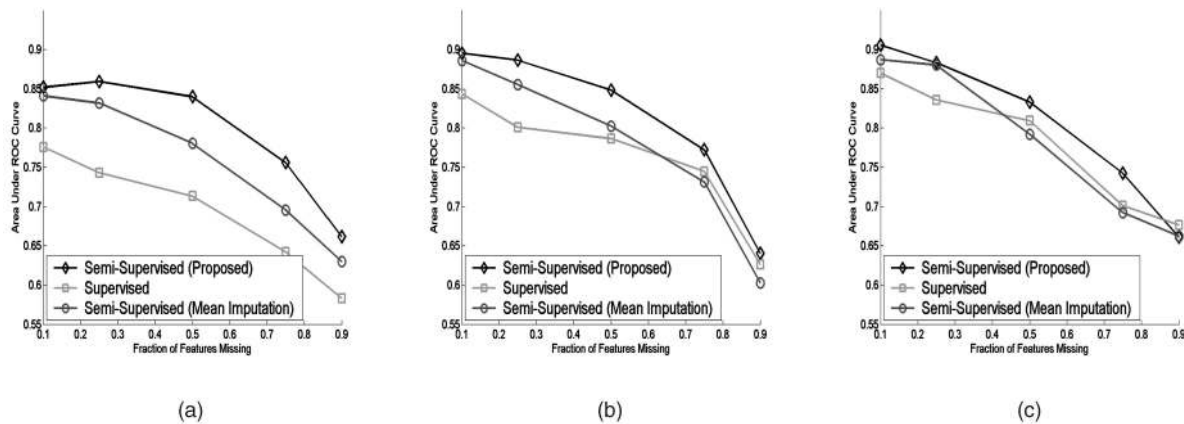 Area Under ROC Curve
0.9
0.85
0.8
0.75
0.7
0.65
0.6
0.55
Semi-Supervised (Proposed)
Supervised
Semi-Supervised (Mean Imputation)
0.1 0.2 0.3 0.4 0.5 0.6 0.7 0.8 0.9
Fraction of Features Missing
(a)
Area Under ROC Curve
0.9
0.85
0.8
0.75
0.7
0.65
0.6
0.55
Semi-Supervised (Proposed)
Supervised
Semi-Supervised (Mean Imputation)
0.1 0.2 0.3 0.4 0.5 0.6 0.7 0.8 0.9
Fraction of Features Missing
(b)
Area Under ROC Curve
0.9
0.85
0.8
0.75
0.7
0.65
0.6
0.55
Semi-Supervised (Proposed)
Supervised
Semi-Supervised (Mean Imputation)
0.1 0.2 0.3 0.4 0.5 0.6 0.7 0.8 0.9
Fraction of Features Missing
(c)